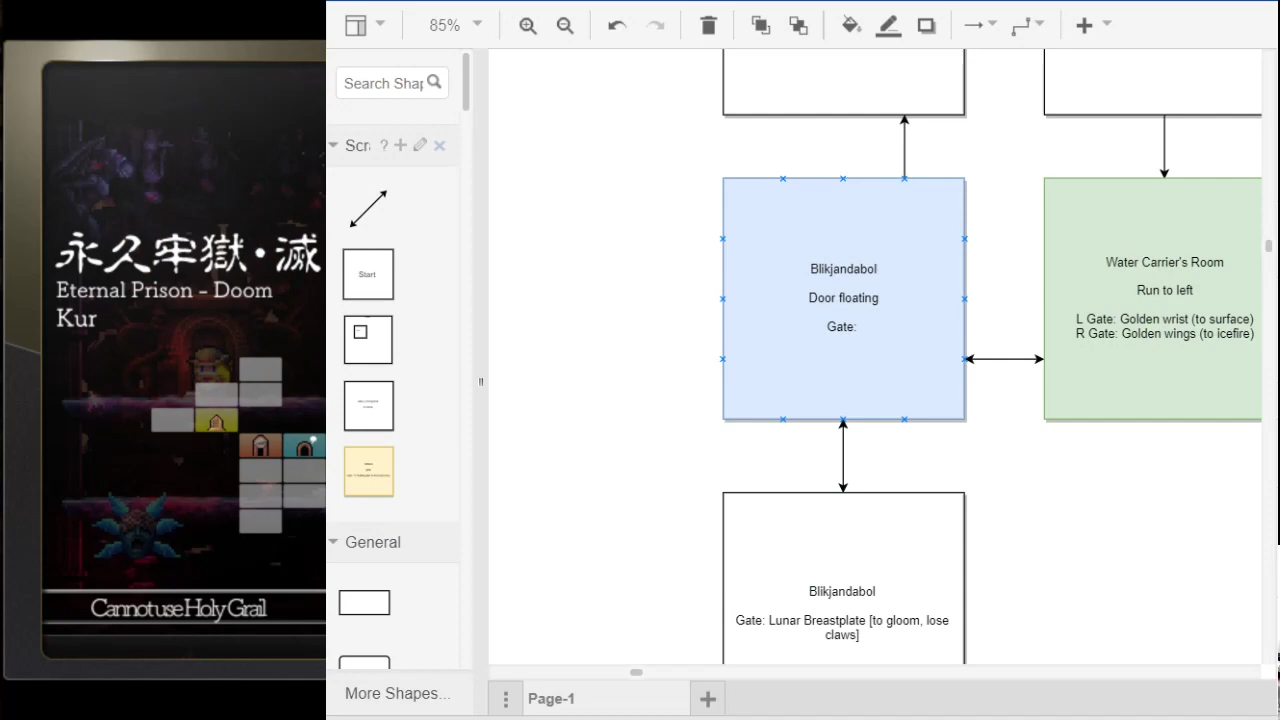 永久牢獄・滅
Eternal Prison - Doom
Kur
Cannot use Holy Grail
85%
Search Shap
Scr
?
Start
General
More Shapes...
Blikjandabol
Door floating
Gate:
Water Carrier's Room
Run to left
L Gate: Golden wrist (to surface)
R Gate: Golden wings (to icefire)
Blikjandabol
Gate: Lunar Breastplate [to gloom, lose
claws]
Page-1